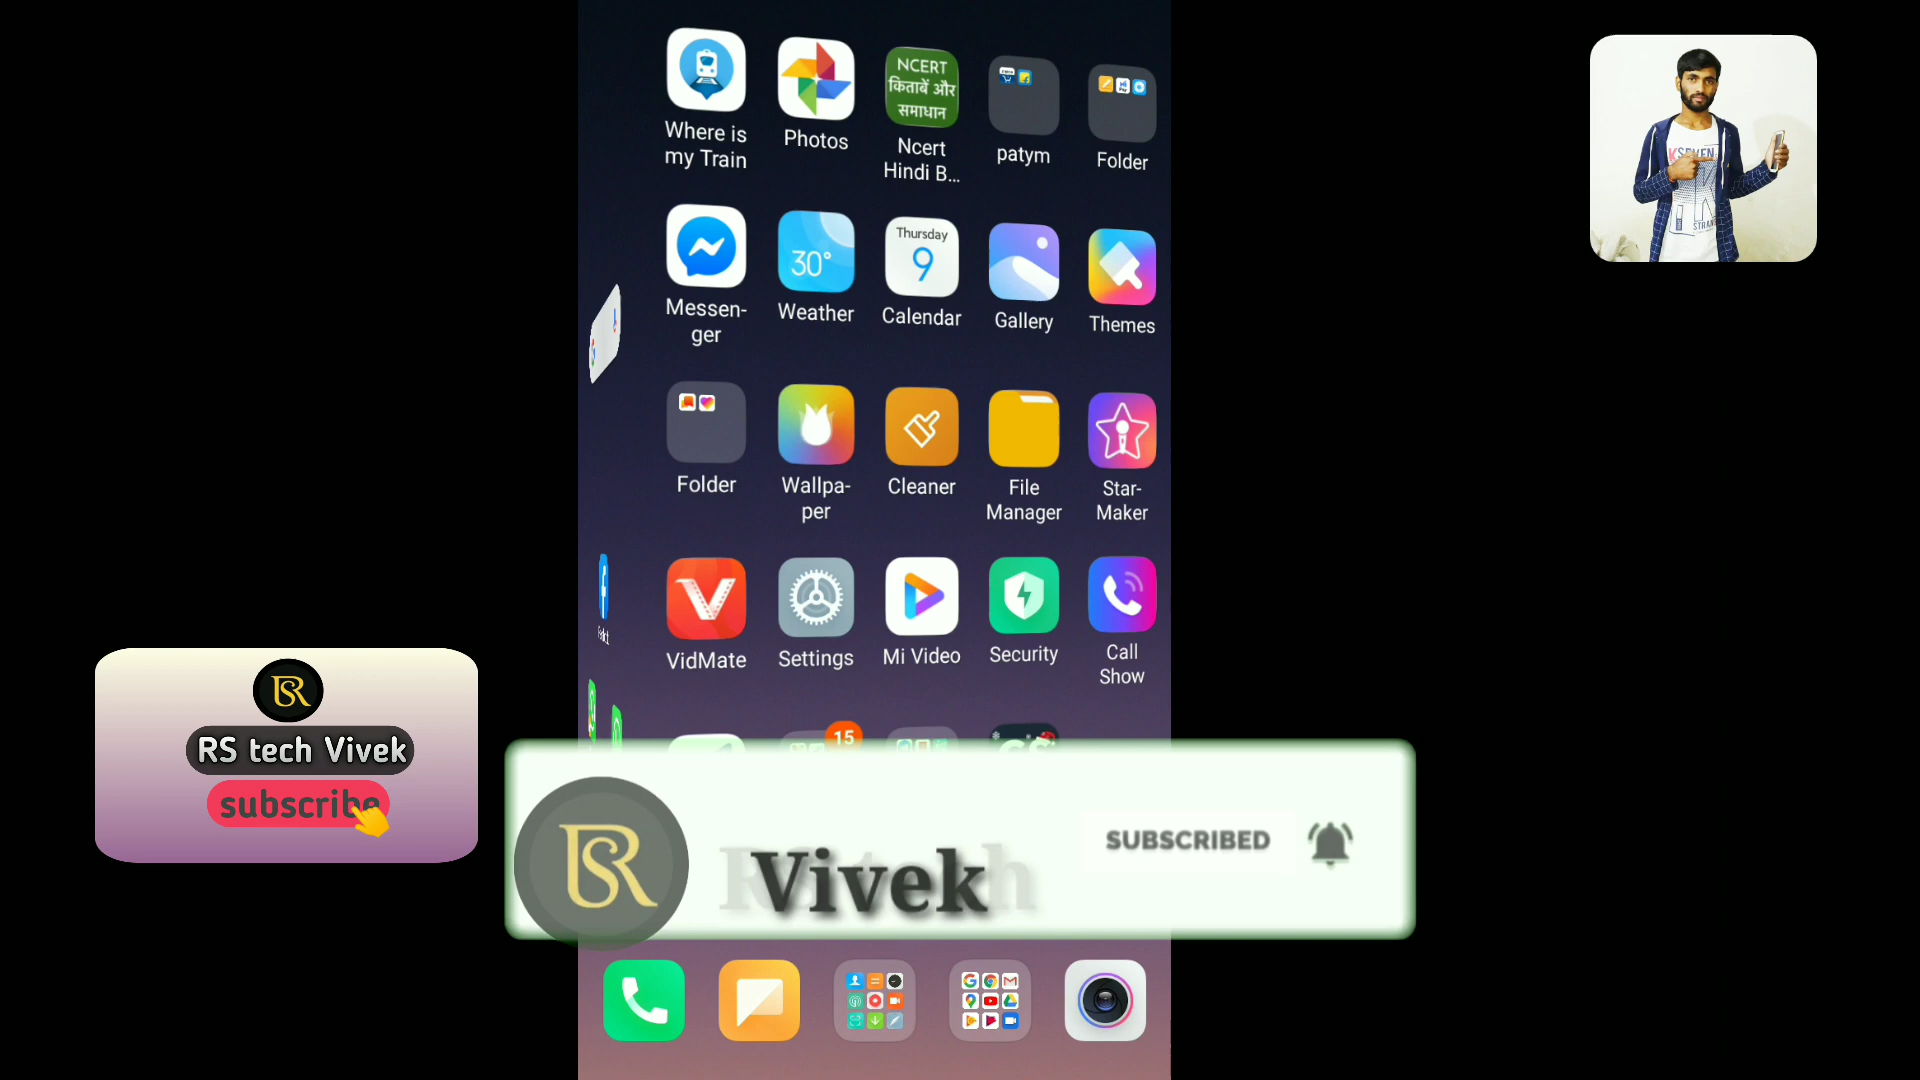 Where is
my Train
Photos
NCERT
किताबें और
समाधान
Ncert
Hindi B...
patym
Folder
Messen-
ger
30°
Weather
Thursday
9
Calendar
Gallery
Themes
Folder
Wallpa-
per
Cleaner
File
Manager
Star-
Maker
VidMate
Settings
Mi Video
Security
Call
Show
15
RS tech Vivek
subscribe
Vivek
SUBSCRIBED
KSEVEN